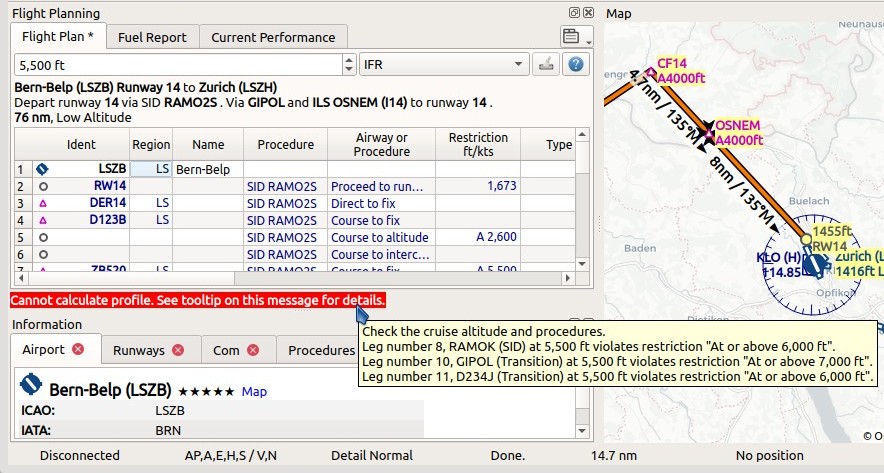 Flight Planning
Flight Plan *
Fuel Report
Current Performance
5,500 ft
IFR
Bern-Belp (LSZB) Runway 14 to Zurich (LSZH)
Depart runway 14 via SID RAMO2S . Via GIPOL and ILS OSNEM (I14) to runway 14 .
76 nm, Low Altitude
Ident Region Name Procedure Airway or Procedure Restriction ft/kts Type
1 LSZB LS Bern-Belp
2 RW14 SID RAMO2S Proceed to run... 1,673
3 DER14 LS SID RAMO2S Direct to fix
4 D123B LS SID RAMO2S Course to fix
5 SID RAMO2S Course to altitude A 2,600
6 SID RAMO2S Course to interc...
7 ZB520 LS SID RAMO2S Course to fix A 5,500
Cannot calculate profile. See tooltip on this message for details.
Check the cruise altitude and procedures.
Leg number 8, RAMOK (SID) at 5,500 ft violates restriction "At or above 6,000 ft".
Leg number 10, GIPOL (Transition) at 5,500 ft violates restriction "At or above 7,000 ft".
Leg number 11, D234J (Transition) at 5,500 ft violates restriction "At or above 6,000 ft".
Information
Airport
Runways
Com
Procedures
Bern-Belp (LSZB) ★★★★★ Map
ICAO: LSZB
IATA: BRN
Map
CF14
A4000ft
4.7nm / 135°M
OSNEM
A4000ft
8nm / 135°M
Buelach
Baden
1455ft
RW14
KLO (H)
114.85
Zurich (L
1416ft L
Opfikon
Dietikon
© O
Disconnected
AP,A,E,H,S / V,N
Detail Normal
Done.
14.7 nm
No position